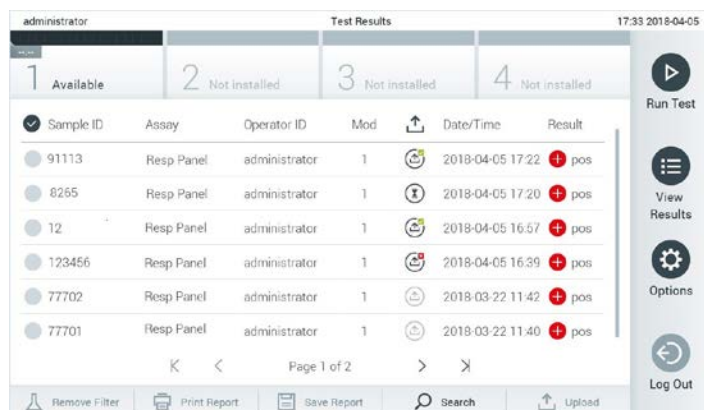 administrator Test Results 17:33 2018-04-05
1 Available 2 Not installed 3 Not installed 4 Not installed
Run Test
Sample ID Assay Operator ID Mod Date/Time Result
91113 Resp Panel administrator 1 2018-04-05 17:22 pos
8265 Resp Panel administrator 1 2018-04-05 17:20 pos
View
Results
12 Resp Panel administrator 1 2018-04-05 16:57 pos
123456 Resp Panel administrator 1 2018-04-05 16:39 pos
Options
77702 Resp Panel administrator 1 2018-03-22 11:42 pos
77701 Resp Panel administrator 1 2018-03-22 11:40 pos
Page 1 of 2
Log Out
Remove Filter Print Report Save Report Search Upload